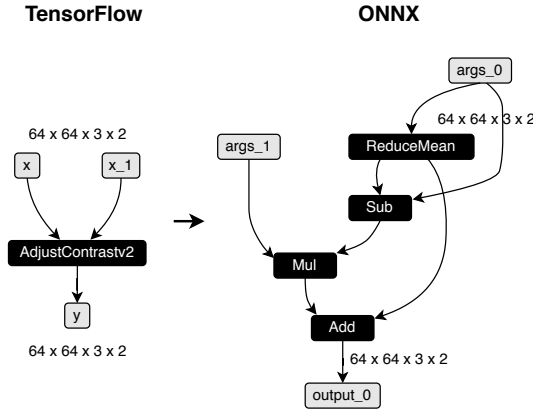 TensorFlow
ONNX
args_0
64 x 64 x 3 x 2
64 x 64 x 3 x 2
args_1
ReduceMean
x
x_1
Sub
AdjustContrastv2
Mul
y
Add
64 x 64 x 3 x 2
64 x 64 x 3 x 2
output_0